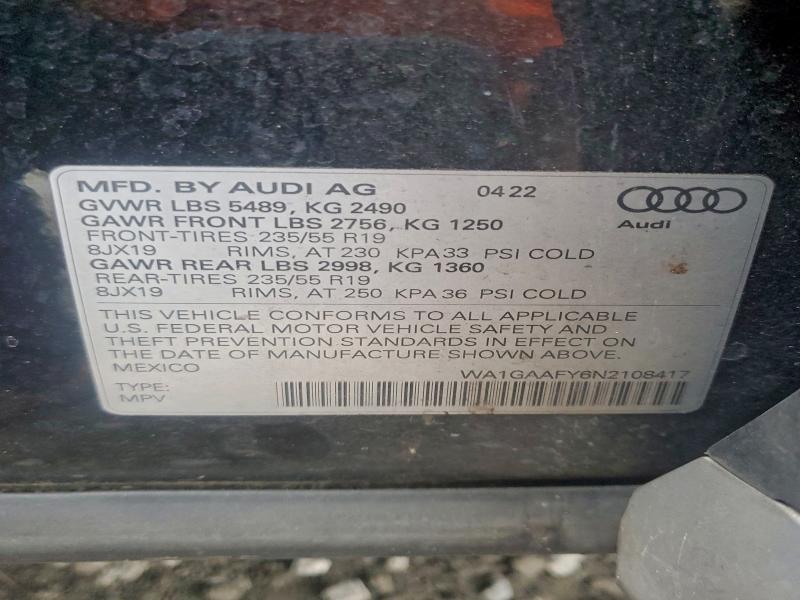 MFD. BY AUDI AG 04 22
GVWR LBS 5489, KG 2490
GAWR FRONT LBS 2756, KG 1250
FRONT-TIRES 235/55 R19
8JX19 RIMS, AT 230 KPA 33 PSI COLD
GAWR REAR LBS 2998, KG 1360
REAR-TIRES 235/55 R19
8JX19 RIMS, AT 250 KPA 36 PSI COLD
Audi
THIS VEHICLE CONFORMS TO ALL APPLICABLE
U.S. FEDERAL MOTOR VEHICLE SAFETY AND
THEFT PREVENTION STANDARDS IN EFFECT ON
THE DATE OF MANUFACTURE SHOWN ABOVE.
MEXICO WA1GAAFY6N2108417
TYPE:
MPV